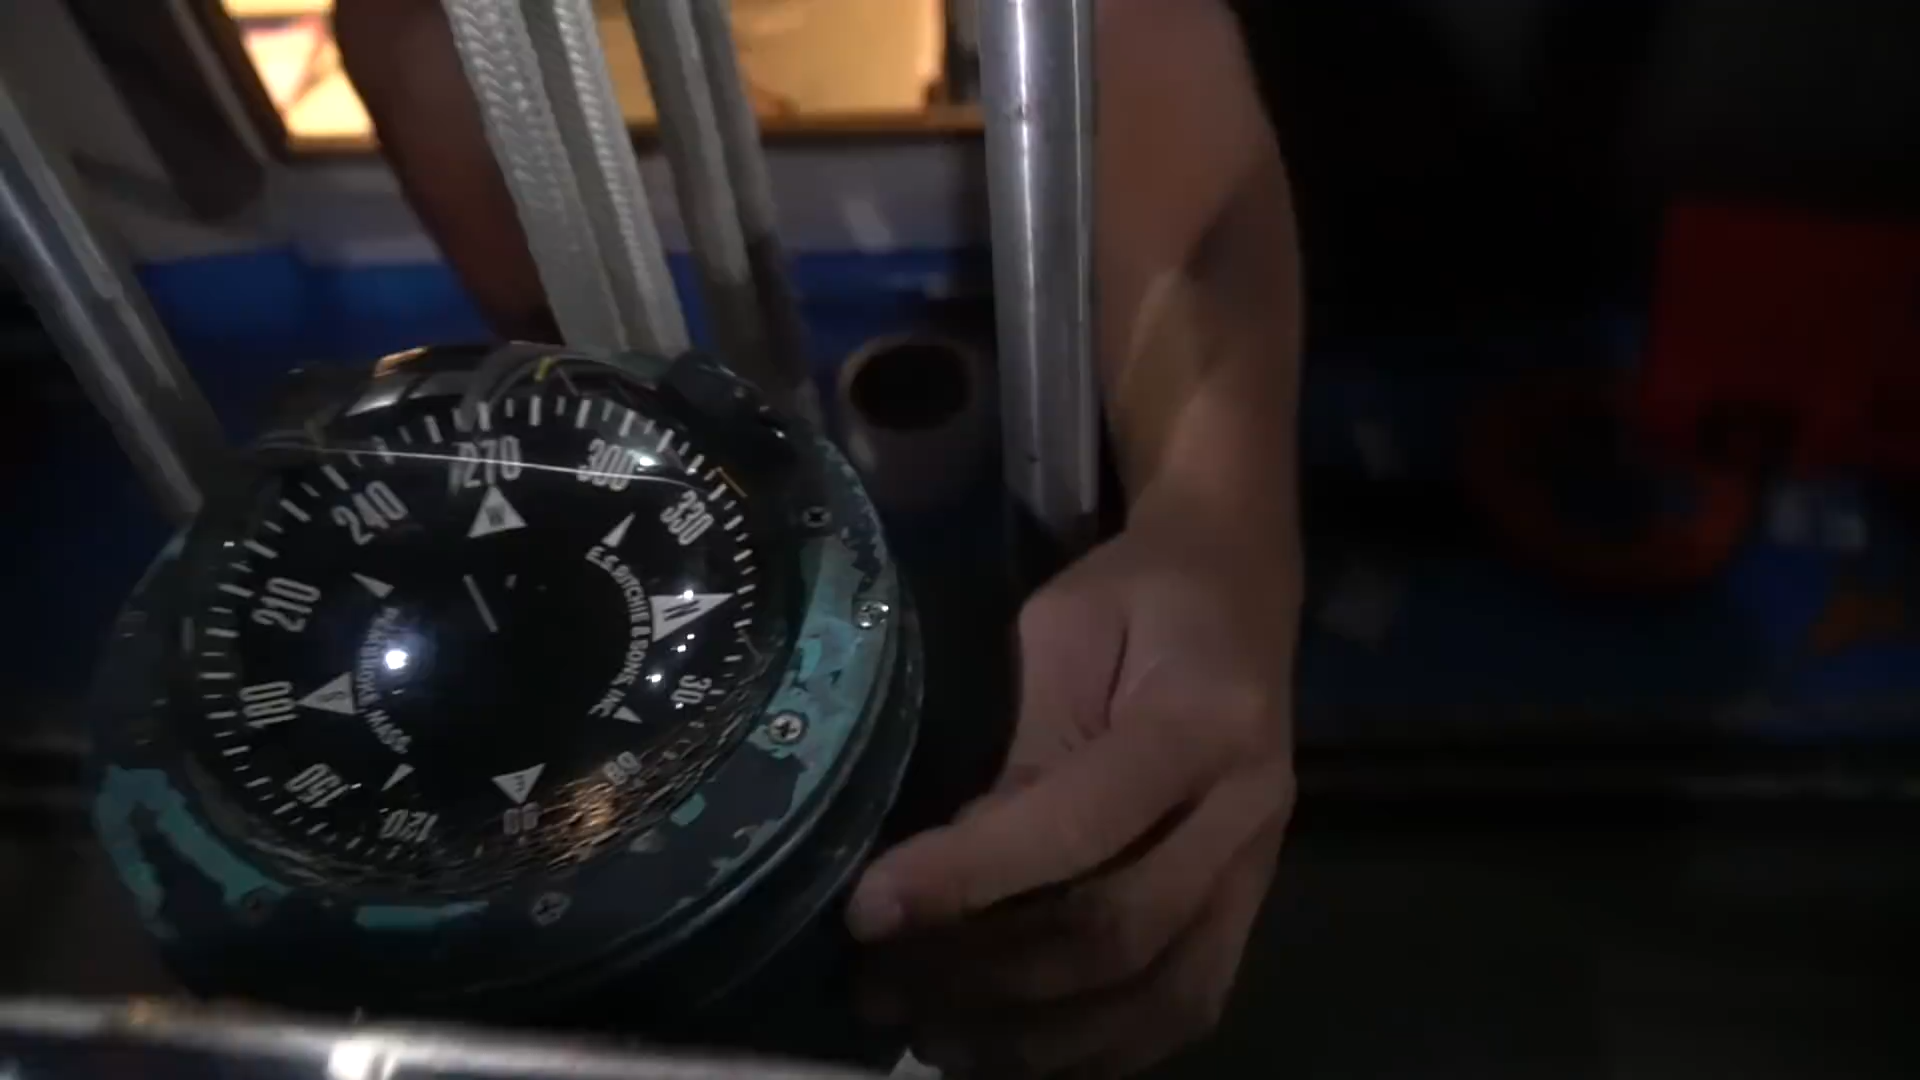 270
300
240
330
W
210
N
E.S. RITCHIE & SONS, INC.
PEMBROKE MASS.
180
S
30
150
E
60
120
90